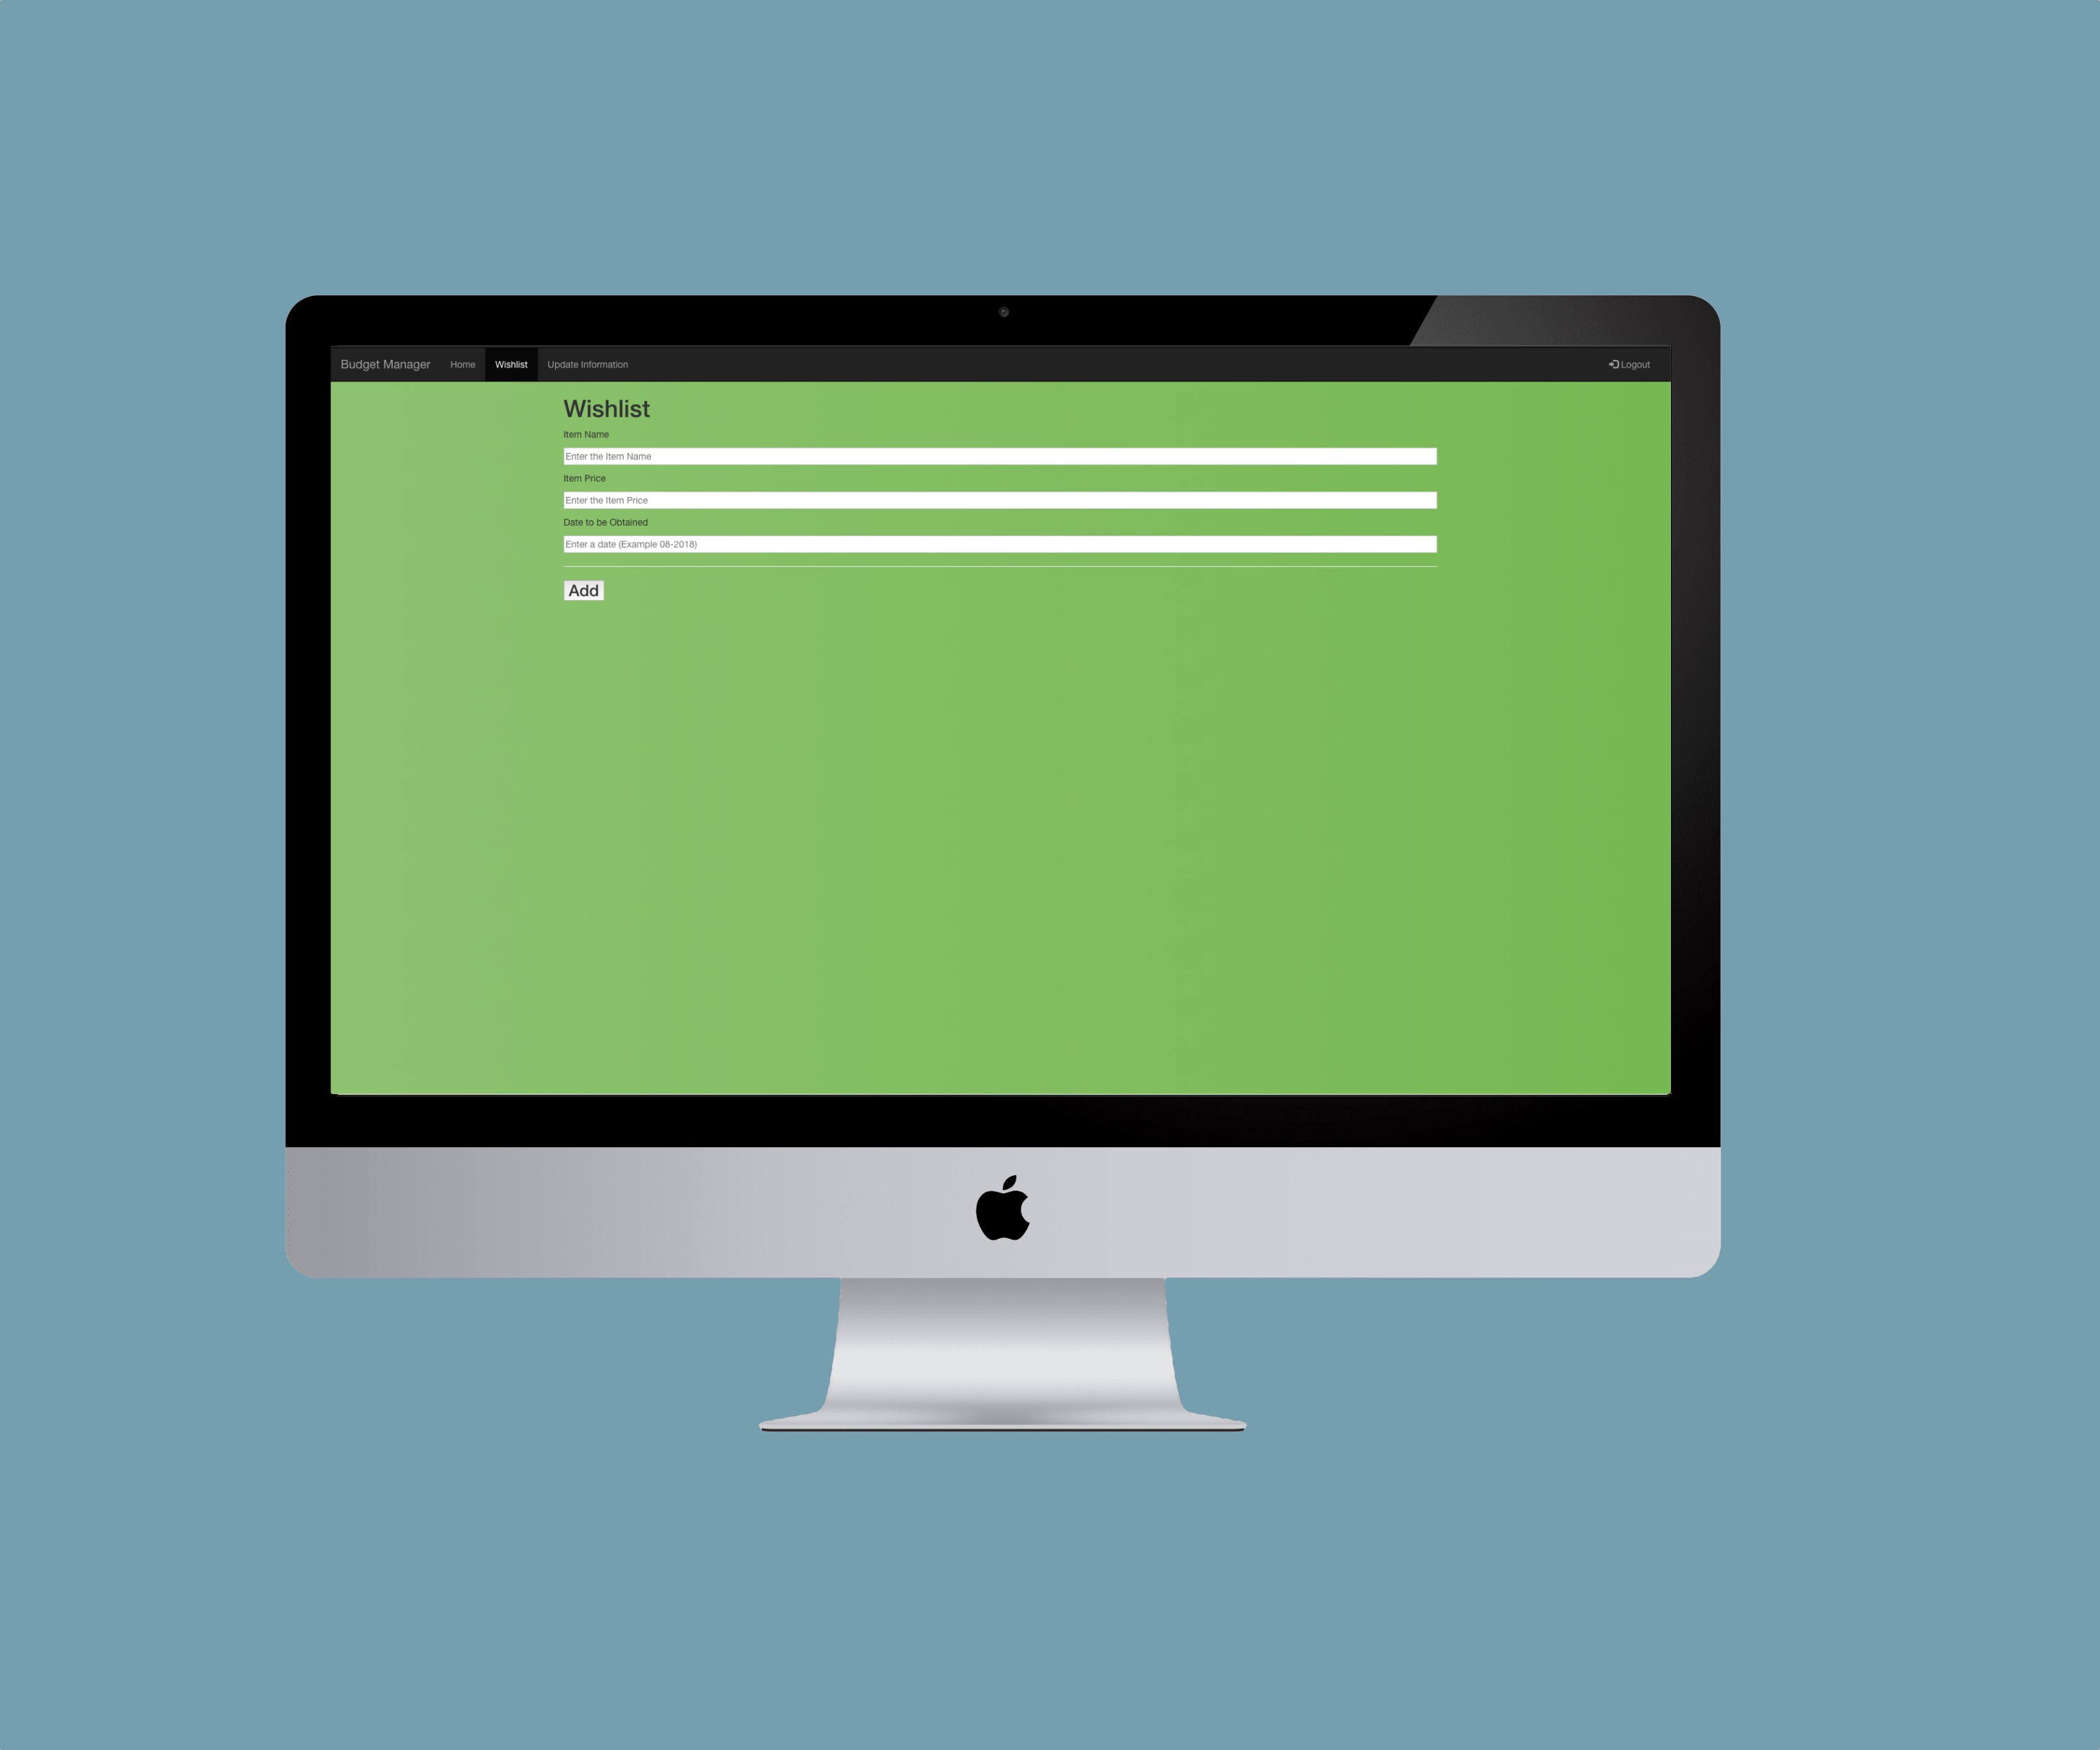 Budget Manager Home Wishlist Update Information Logout
Wishlist
Item Name
Enter the Item Name
Item Price
Enter the Item Price
Date to be Obtained
Enter a date (Example 08-2018)
Add